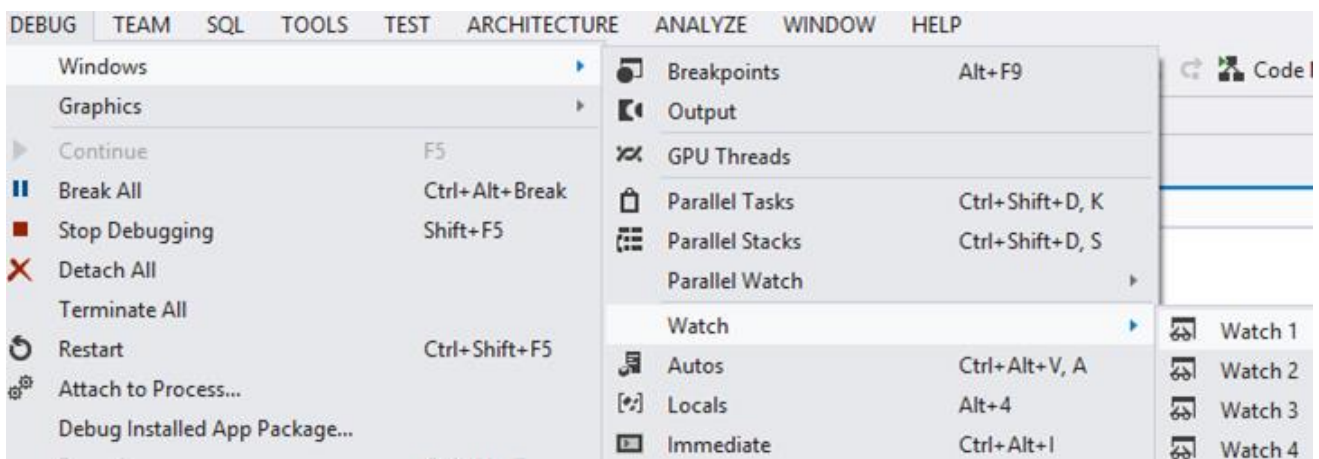 DEBUG TEAM SQL TOOLS TEST ARCHITECTURE ANALYZE WINDOW HELP
Windows
Graphics
Continue F5
Break All Ctrl+Alt+Break
Stop Debugging Shift+F5
Detach All
Terminate All
Restart Ctrl+Shift+F5
Attach to Process...
Debug Installed App Package...
Breakpoints Alt+F9
Output
GPU Threads
Parallel Tasks Ctrl+Shift+D, K
Parallel Stacks Ctrl+Shift+D, S
Parallel Watch
Watch
Autos Ctrl+Alt+V, A
Locals Alt+4
Immediate Ctrl+Alt+I
Code
Watch 1
Watch 2
Watch 3
Watch 4